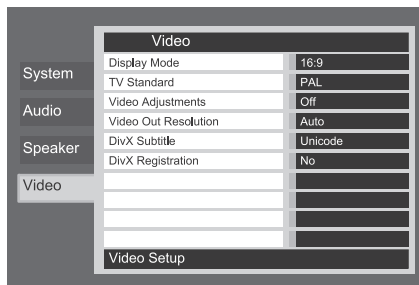 Video
System
Audio
Speaker
Video
Display Mode 16:9
TV Standard PAL
Video Adjustments Off
Video Out Resolution Auto
DivX Subtitle Unicode
DivX Registration No
Video Setup